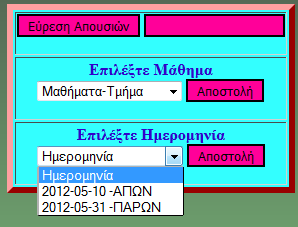 Εύρεση Απουσιών
Επιλέξτε Μάθημα
Μαθήματα-Τμήμα Αποστολή
Επιλέξτε Ημερομηνία
Ημερομηνία Αποστολή
Ημερομηνία
2012-05-10 -ΑΠΩΝ
2012-05-31 -ΠΑΡΩΝ